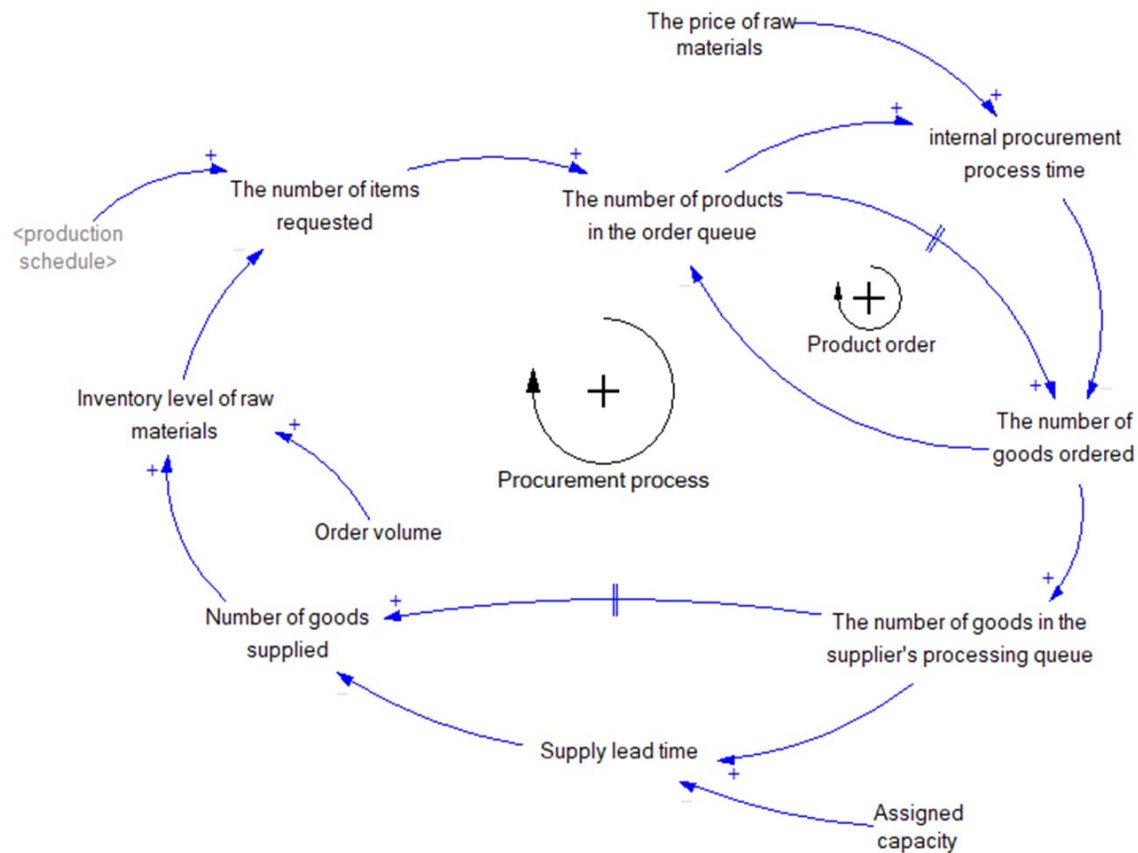 The price of raw
materials
internal procurement
process time
The number of items
requested
The number of products
in the order queue
<production
schedule>
Product order
Inventory level of raw
materials
The number of
goods ordered
Procurement process
Order volume
Number of goods
supplied
The number of goods in the
supplier's processing queue
Supply lead time
Assigned
capacity